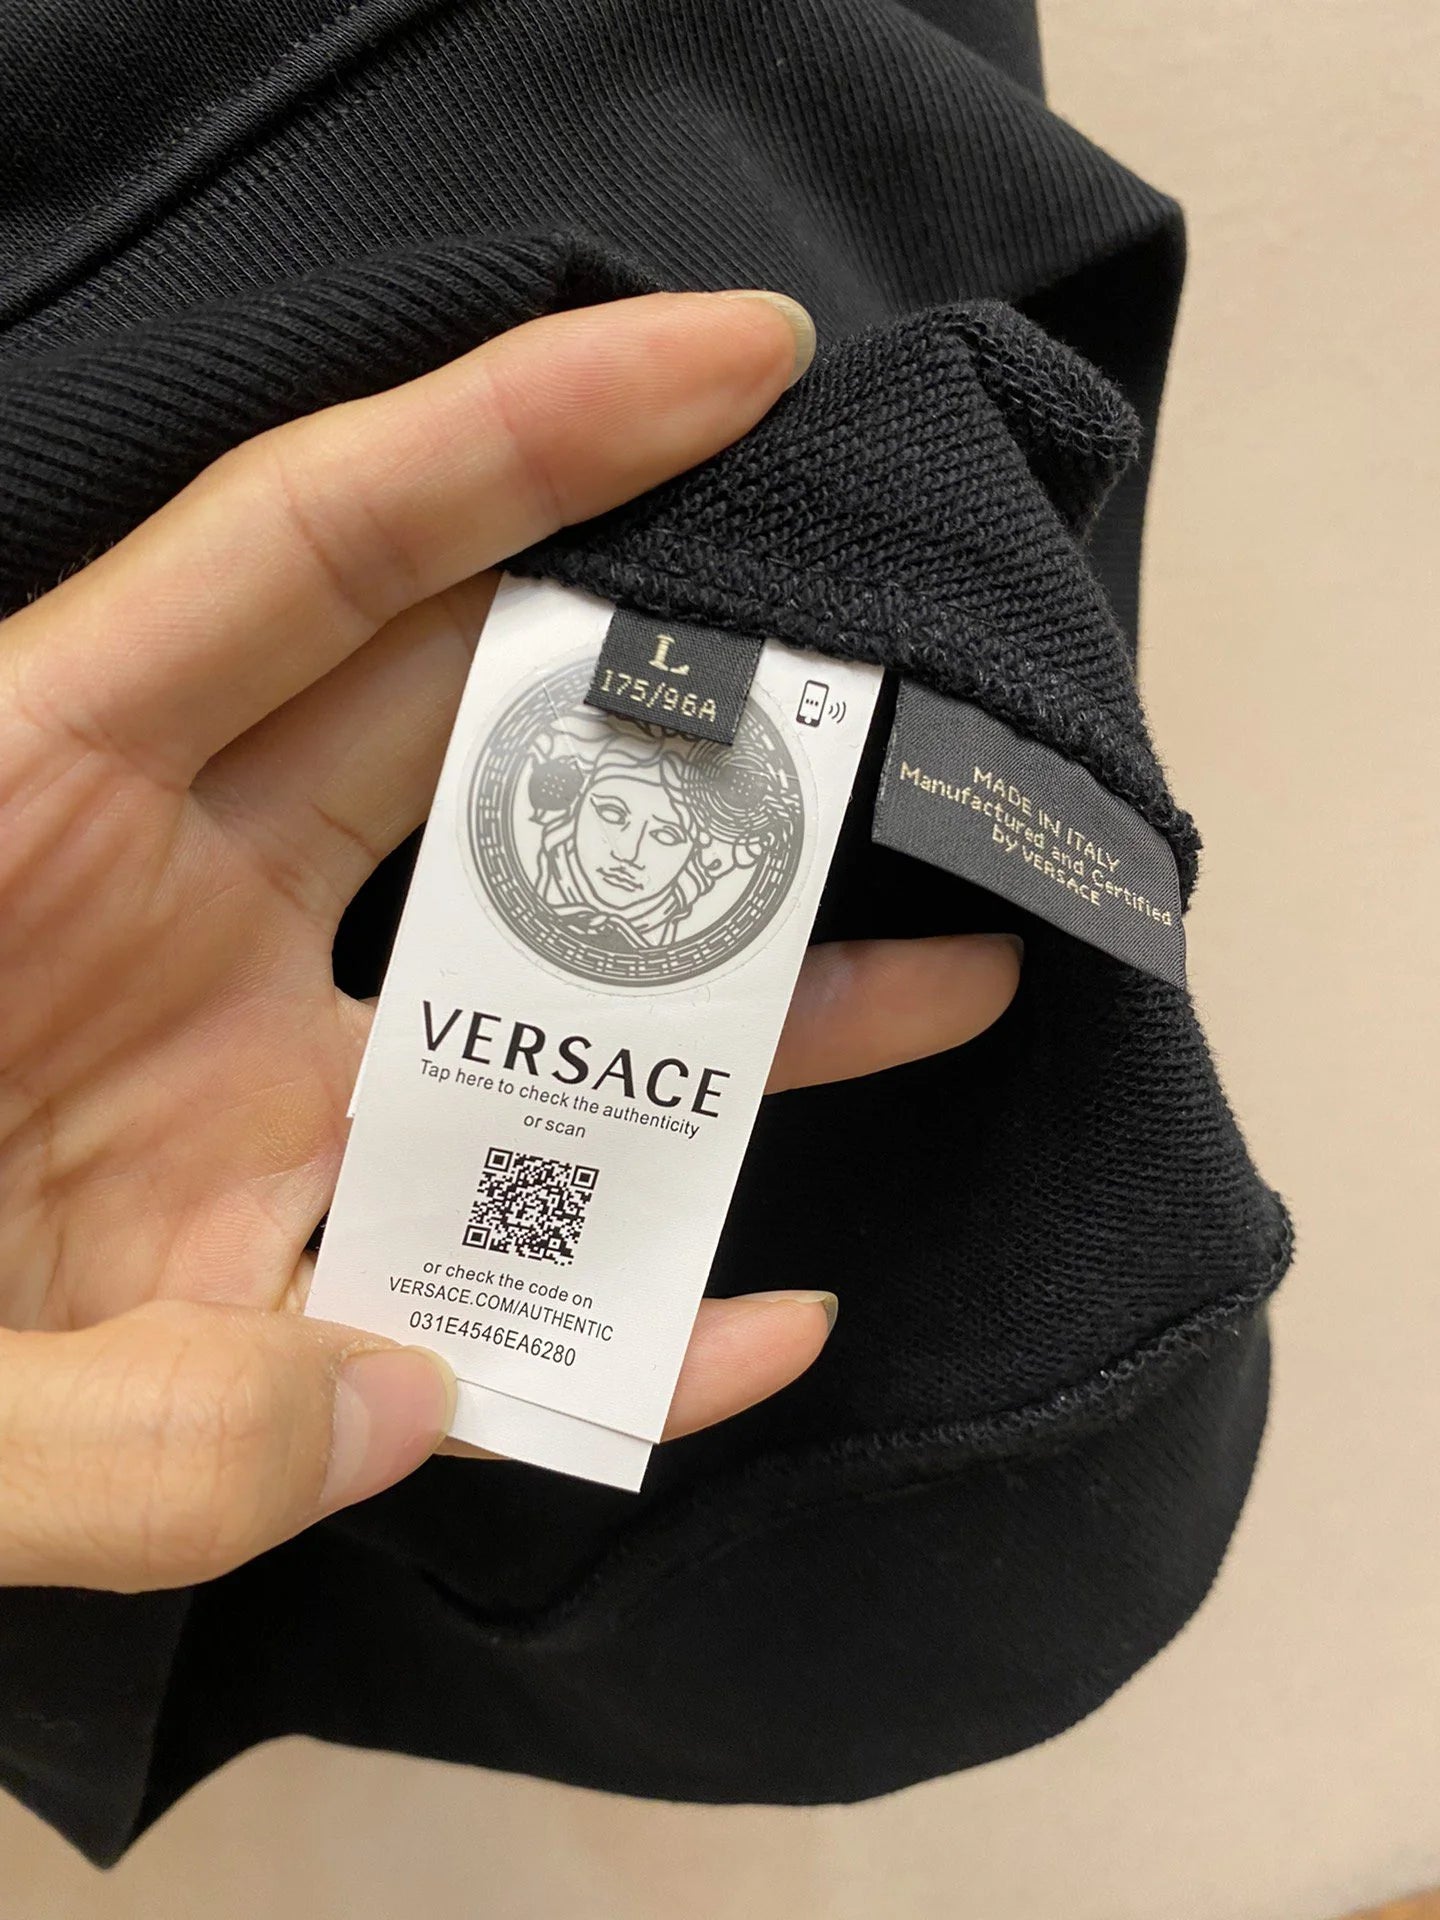 L
175/96A
MADE IN ITALY
Manufactured and Certified
by VERSACE
VERSACE
Tap here to check the authenticity
or scan
or check the code on
VERSACE.COM/AUTHENTIC
031E4546EA6280